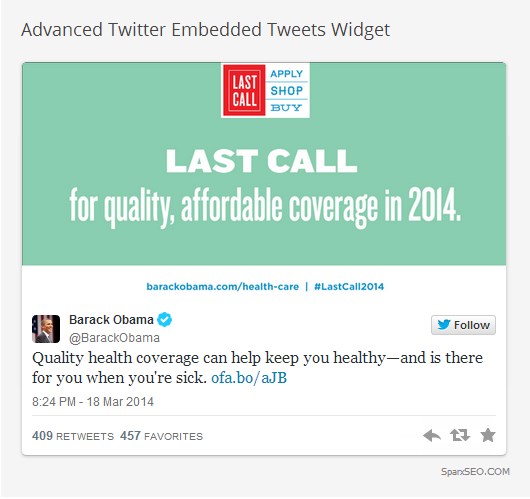 Advanced Twitter Embedded Tweets Widget
LAST CALL
APPLY
SHOP
BUY
LAST CALL
for quality, affordable coverage in 2014.
barackobama.com/health-care | #LastCall2014
Barack Obama
@BarackObama
Follow
Quality health coverage can help keep you healthy—and is there
for you when you're sick. ofa.bo/aJB
8:24 PM - 18 Mar 2014
409 RETWEETS 457 FAVORITES
SparxSEO.COM